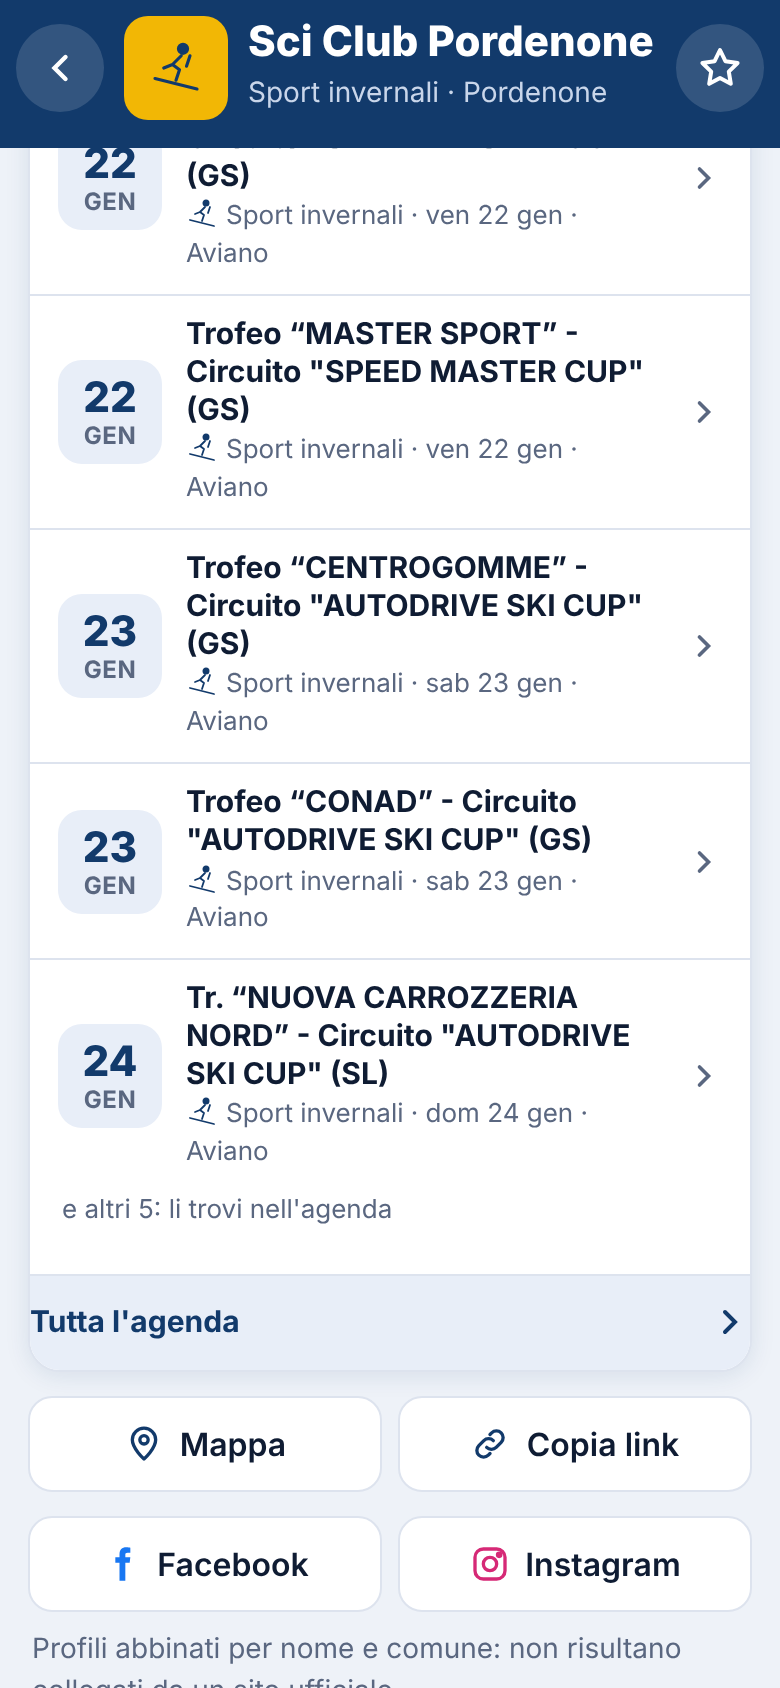 Sci Club Pordenone
Sport invernali · Pordenone
22
GEN
(GS)
Sport invernali · ven 22 gen ·
Aviano
22
GEN
Trofeo “MASTER SPORT” -
Circuito "SPEED MASTER CUP"
(GS)
Sport invernali · ven 22 gen ·
Aviano
23
GEN
Trofeo “CENTROGOMME” -
Circuito "AUTODRIVE SKI CUP"
(GS)
Sport invernali · sab 23 gen ·
Aviano
23
GEN
Trofeo “CONAD” - Circuito
"AUTODRIVE SKI CUP" (GS)
Sport invernali · sab 23 gen ·
Aviano
24
GEN
Tr. “NUOVA CARROZZERIA
NORD” - Circuito "AUTODRIVE
SKI CUP" (SL)
Sport invernali · dom 24 gen ·
Aviano
e altri 5: li trovi nell'agenda
Tutta l'agenda
Mappa
Copia link
Facebook
Instagram
Profili abbinati per nome e comune: non risultano
collegati da un sito ufficiale